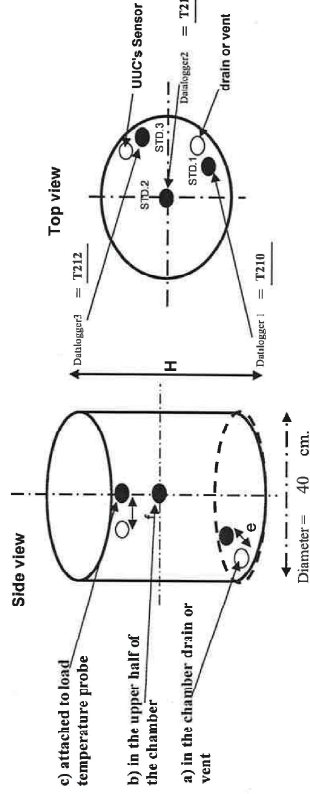 Side view
c) attached to load
temperature probe
b) in the upper half of
the chamber
a) in the chamber drain or
vent
f
e
H
Diameter = 40 cm.
Top view
Datalogger3 = T212
UUC's Sensor
STD.3
STD.2
STD.1
Datalogger2 = T21
drain or vent
Datalogger 1 = T210